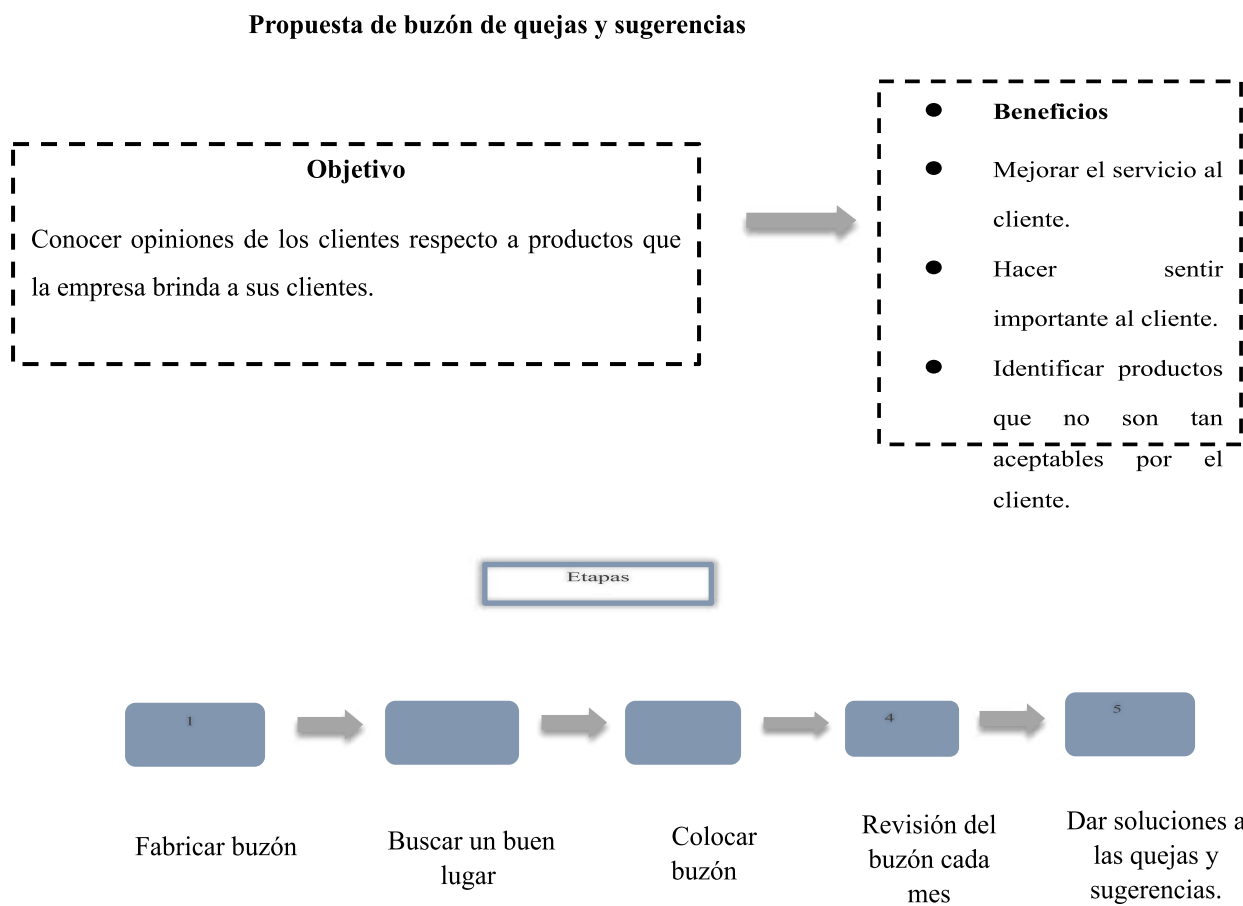 Propuesta de buzón de quejas y sugerencias
Objetivo
Conocer opiniones de los clientes respecto a productos que
la empresa brinda a sus clientes.
● Beneficios
● Mejorar el servicio al
cliente.
● Hacer sentir
importante al cliente.
● Identificar productos
que no son tan
aceptables por el
cliente.
Etapas
1
4
5
Fabricar buzón
Buscar un buen
lugar
Colocar
buzón
Revisión del
buzón cada
mes
Dar soluciones a
las quejas y
sugerencias.